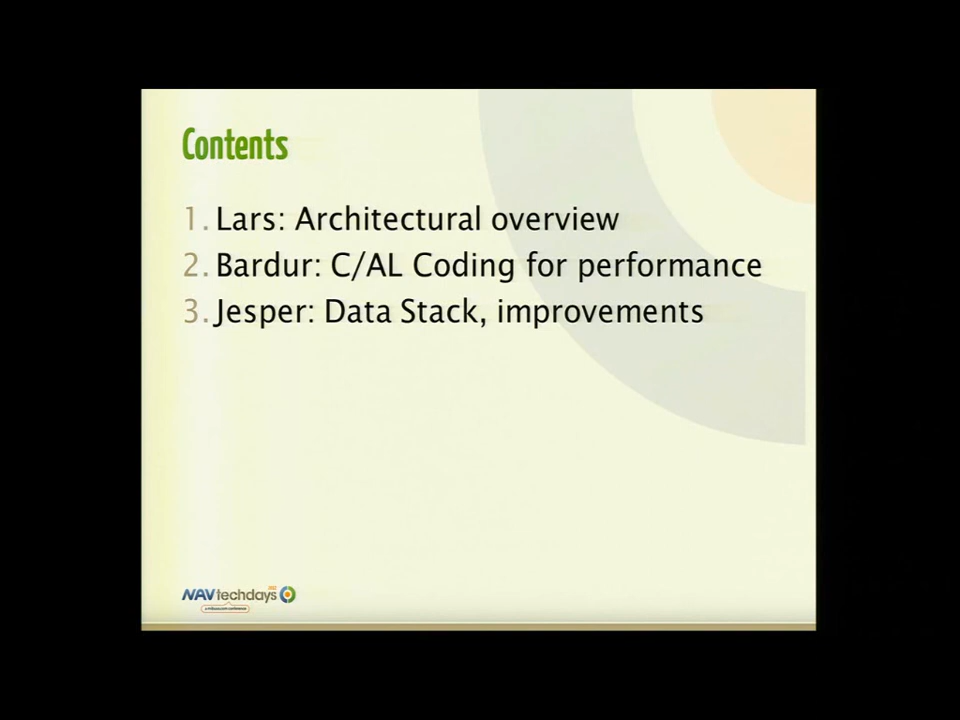 Contents
1. Lars: Architectural overview
2. Bardur: C/AL Coding for performance
3. Jesper: Data Stack, improvements
NAVtechdays